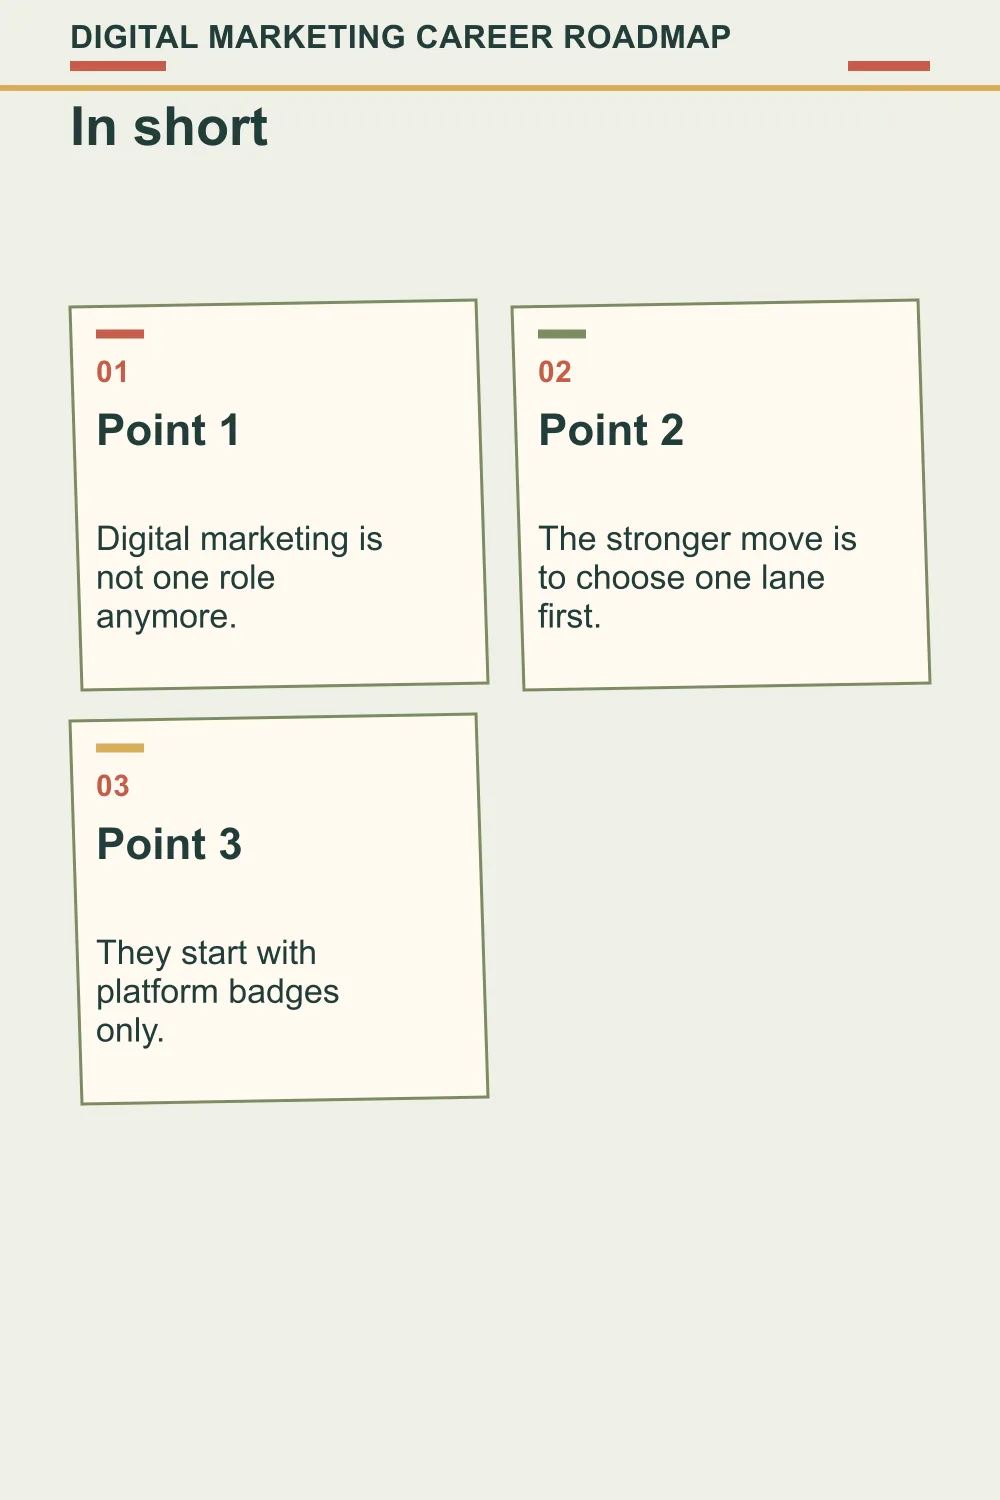 DIGITAL MARKETING CAREER ROADMAP
In short
01
Point 1
Digital marketing is
not one role
anymore.
02
Point 2
The stronger move is
to choose one lane
first.
03
Point 3
They start with
platform badges
only.